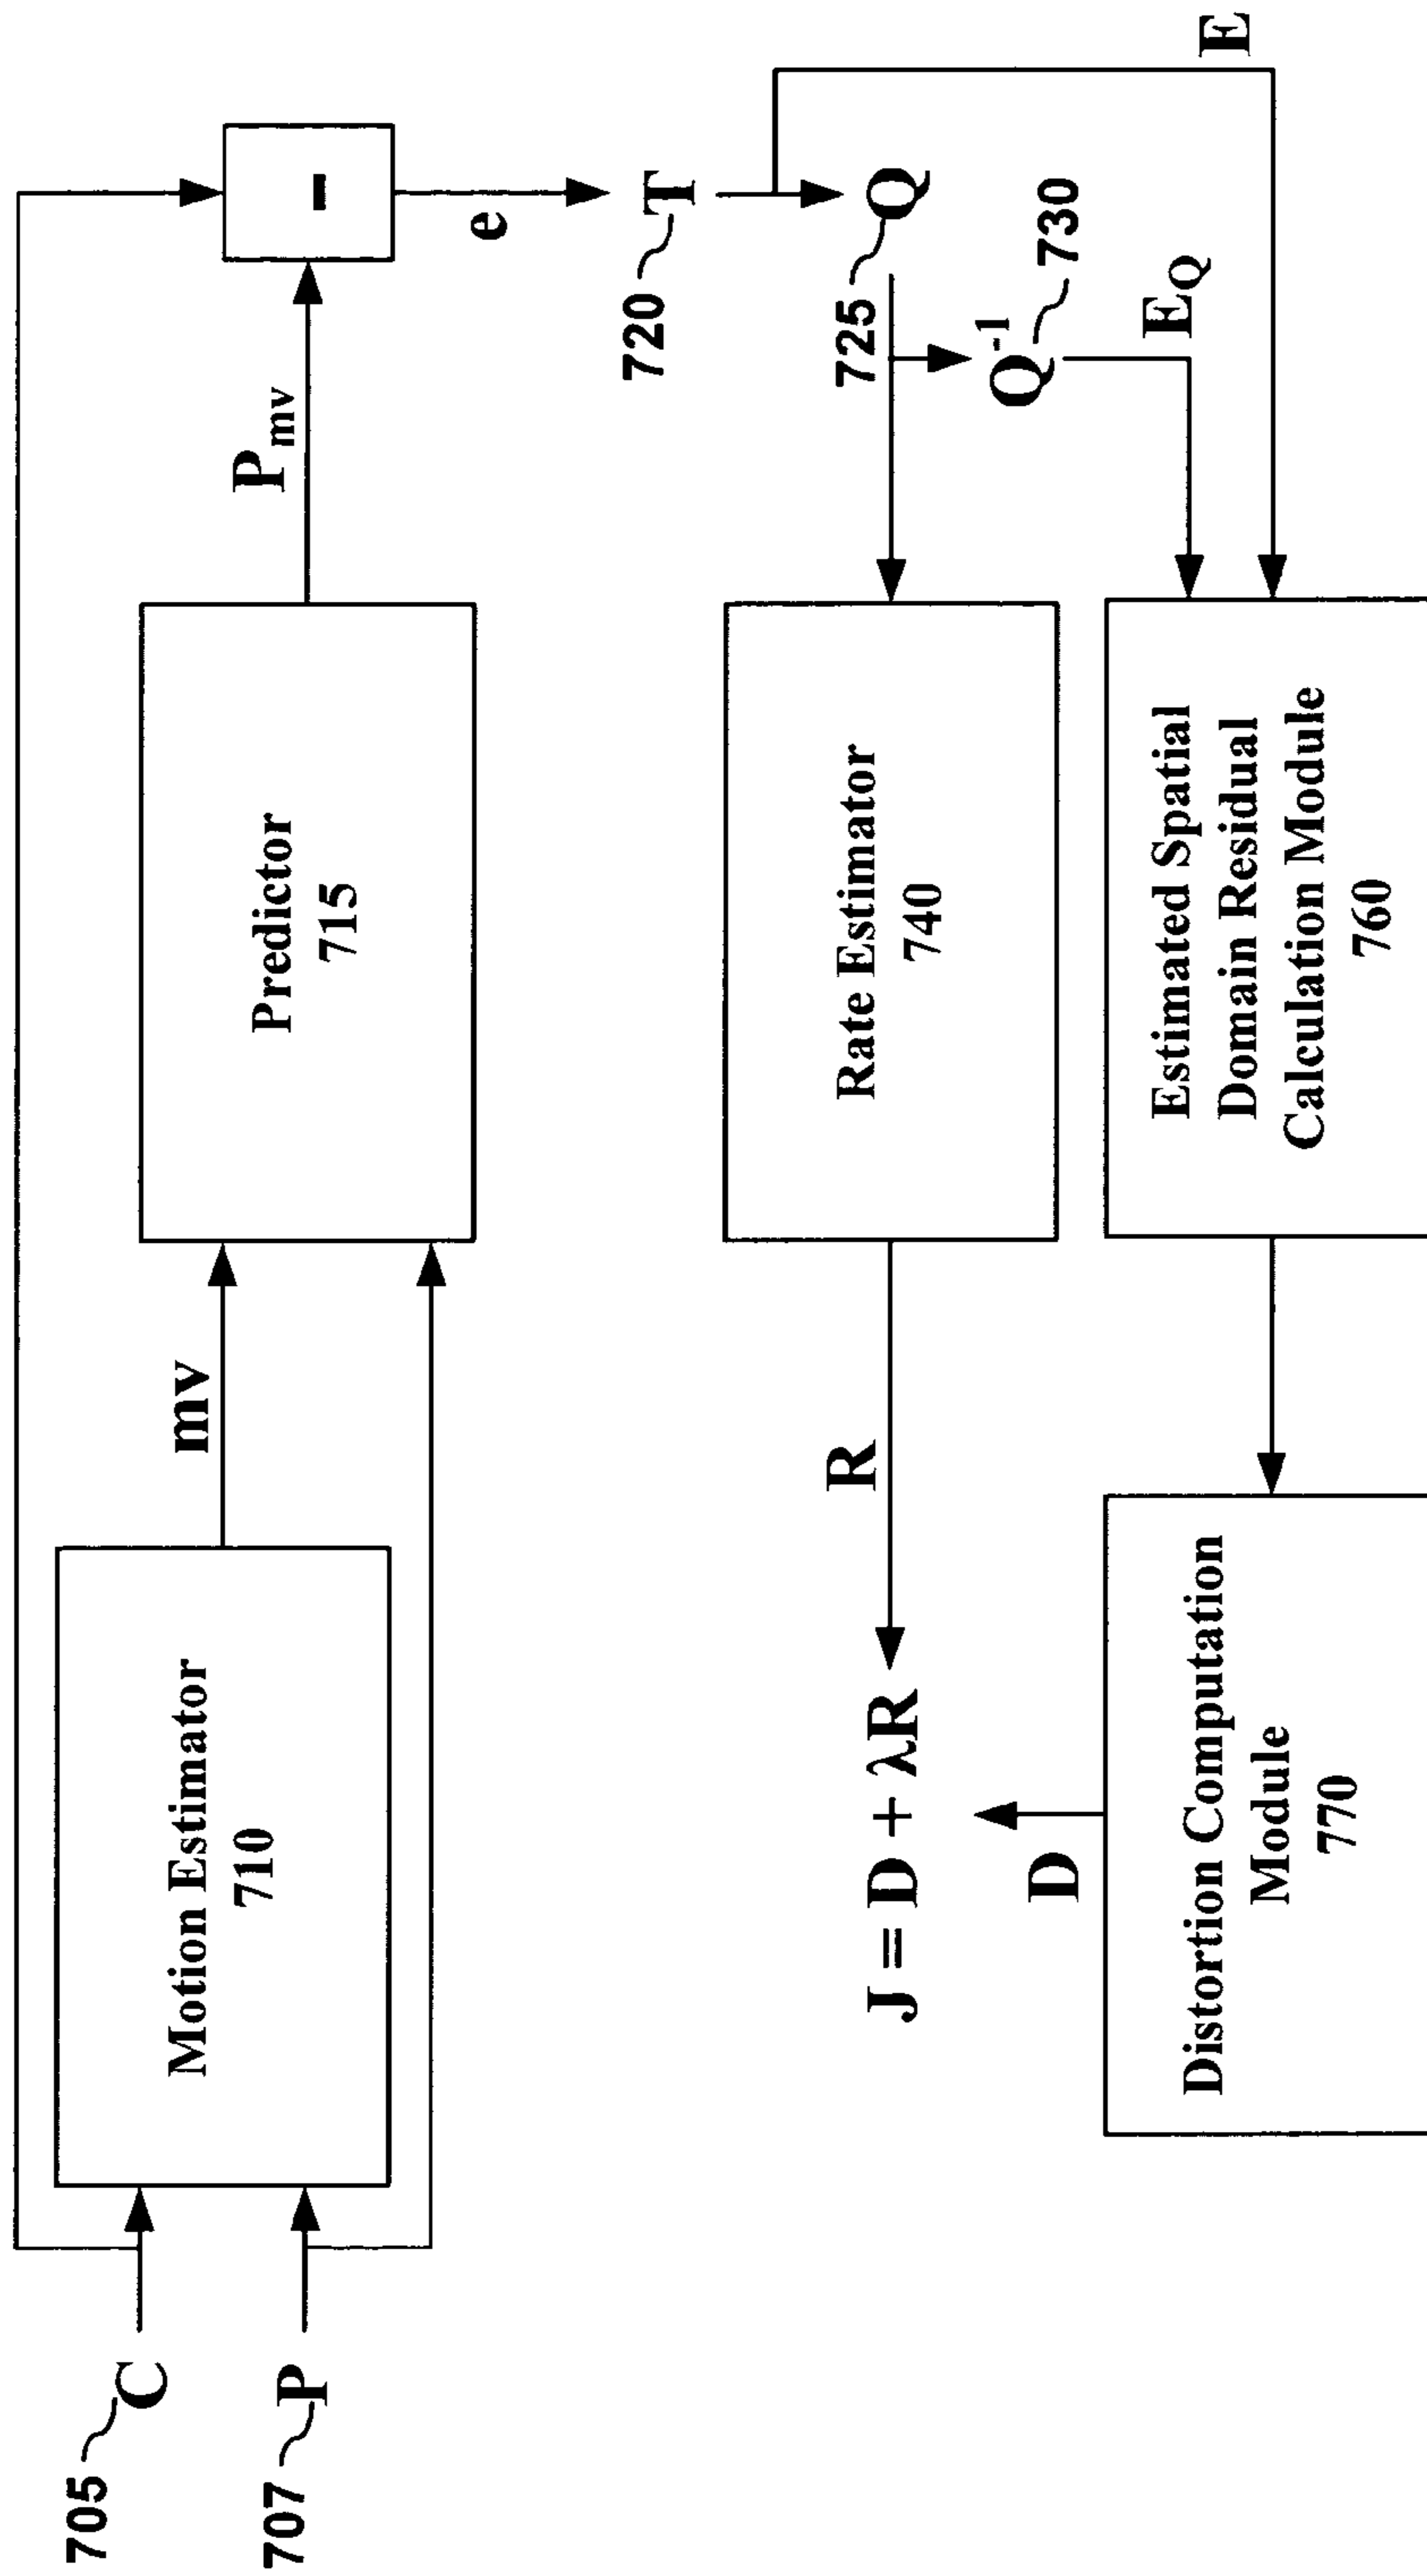 705
C
707
P
Motion Estimator
710
mv
Predictor
715
P mv
-
e
720
T
725
Q
Q -1
730
E Q
E
Rate Estimator
740
R
J = D + λR
Estimated Spatial
Domain Residual
Calculation Module
760
Distortion Computation
Module
770
D